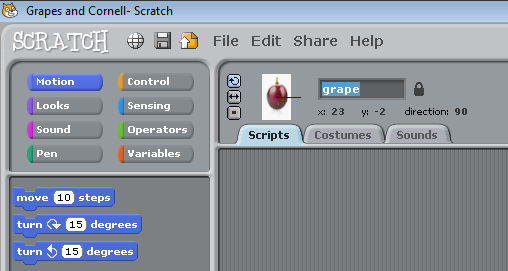 Grapes and Cornell- Scratch
SCRATCH File Edit Share Help
Motion Control
Looks Sensing
Sound Operators
Pen Variables
grape
x: 23 y: -2 direction: 90
Scripts Costumes Sounds
move 10 steps
turn 15 degrees
turn 15 degrees